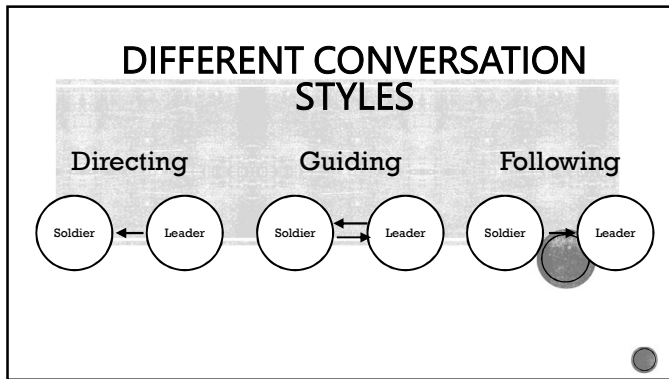 DIFFERENT CONVERSATION
STYLES
Directing Guiding Following
Soldier Leader Soldier Leader Soldier Leader